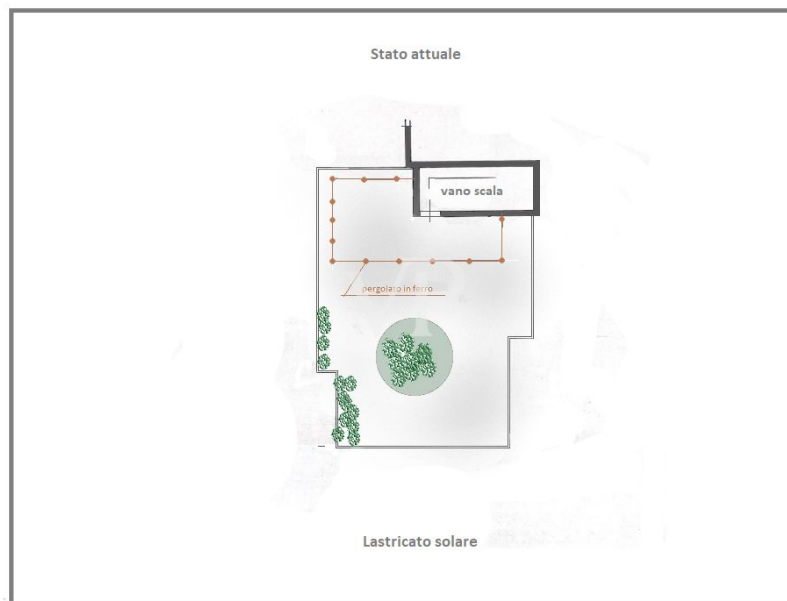 Stato attuale
vano scala
pergolato in ferro
Lastricato solare